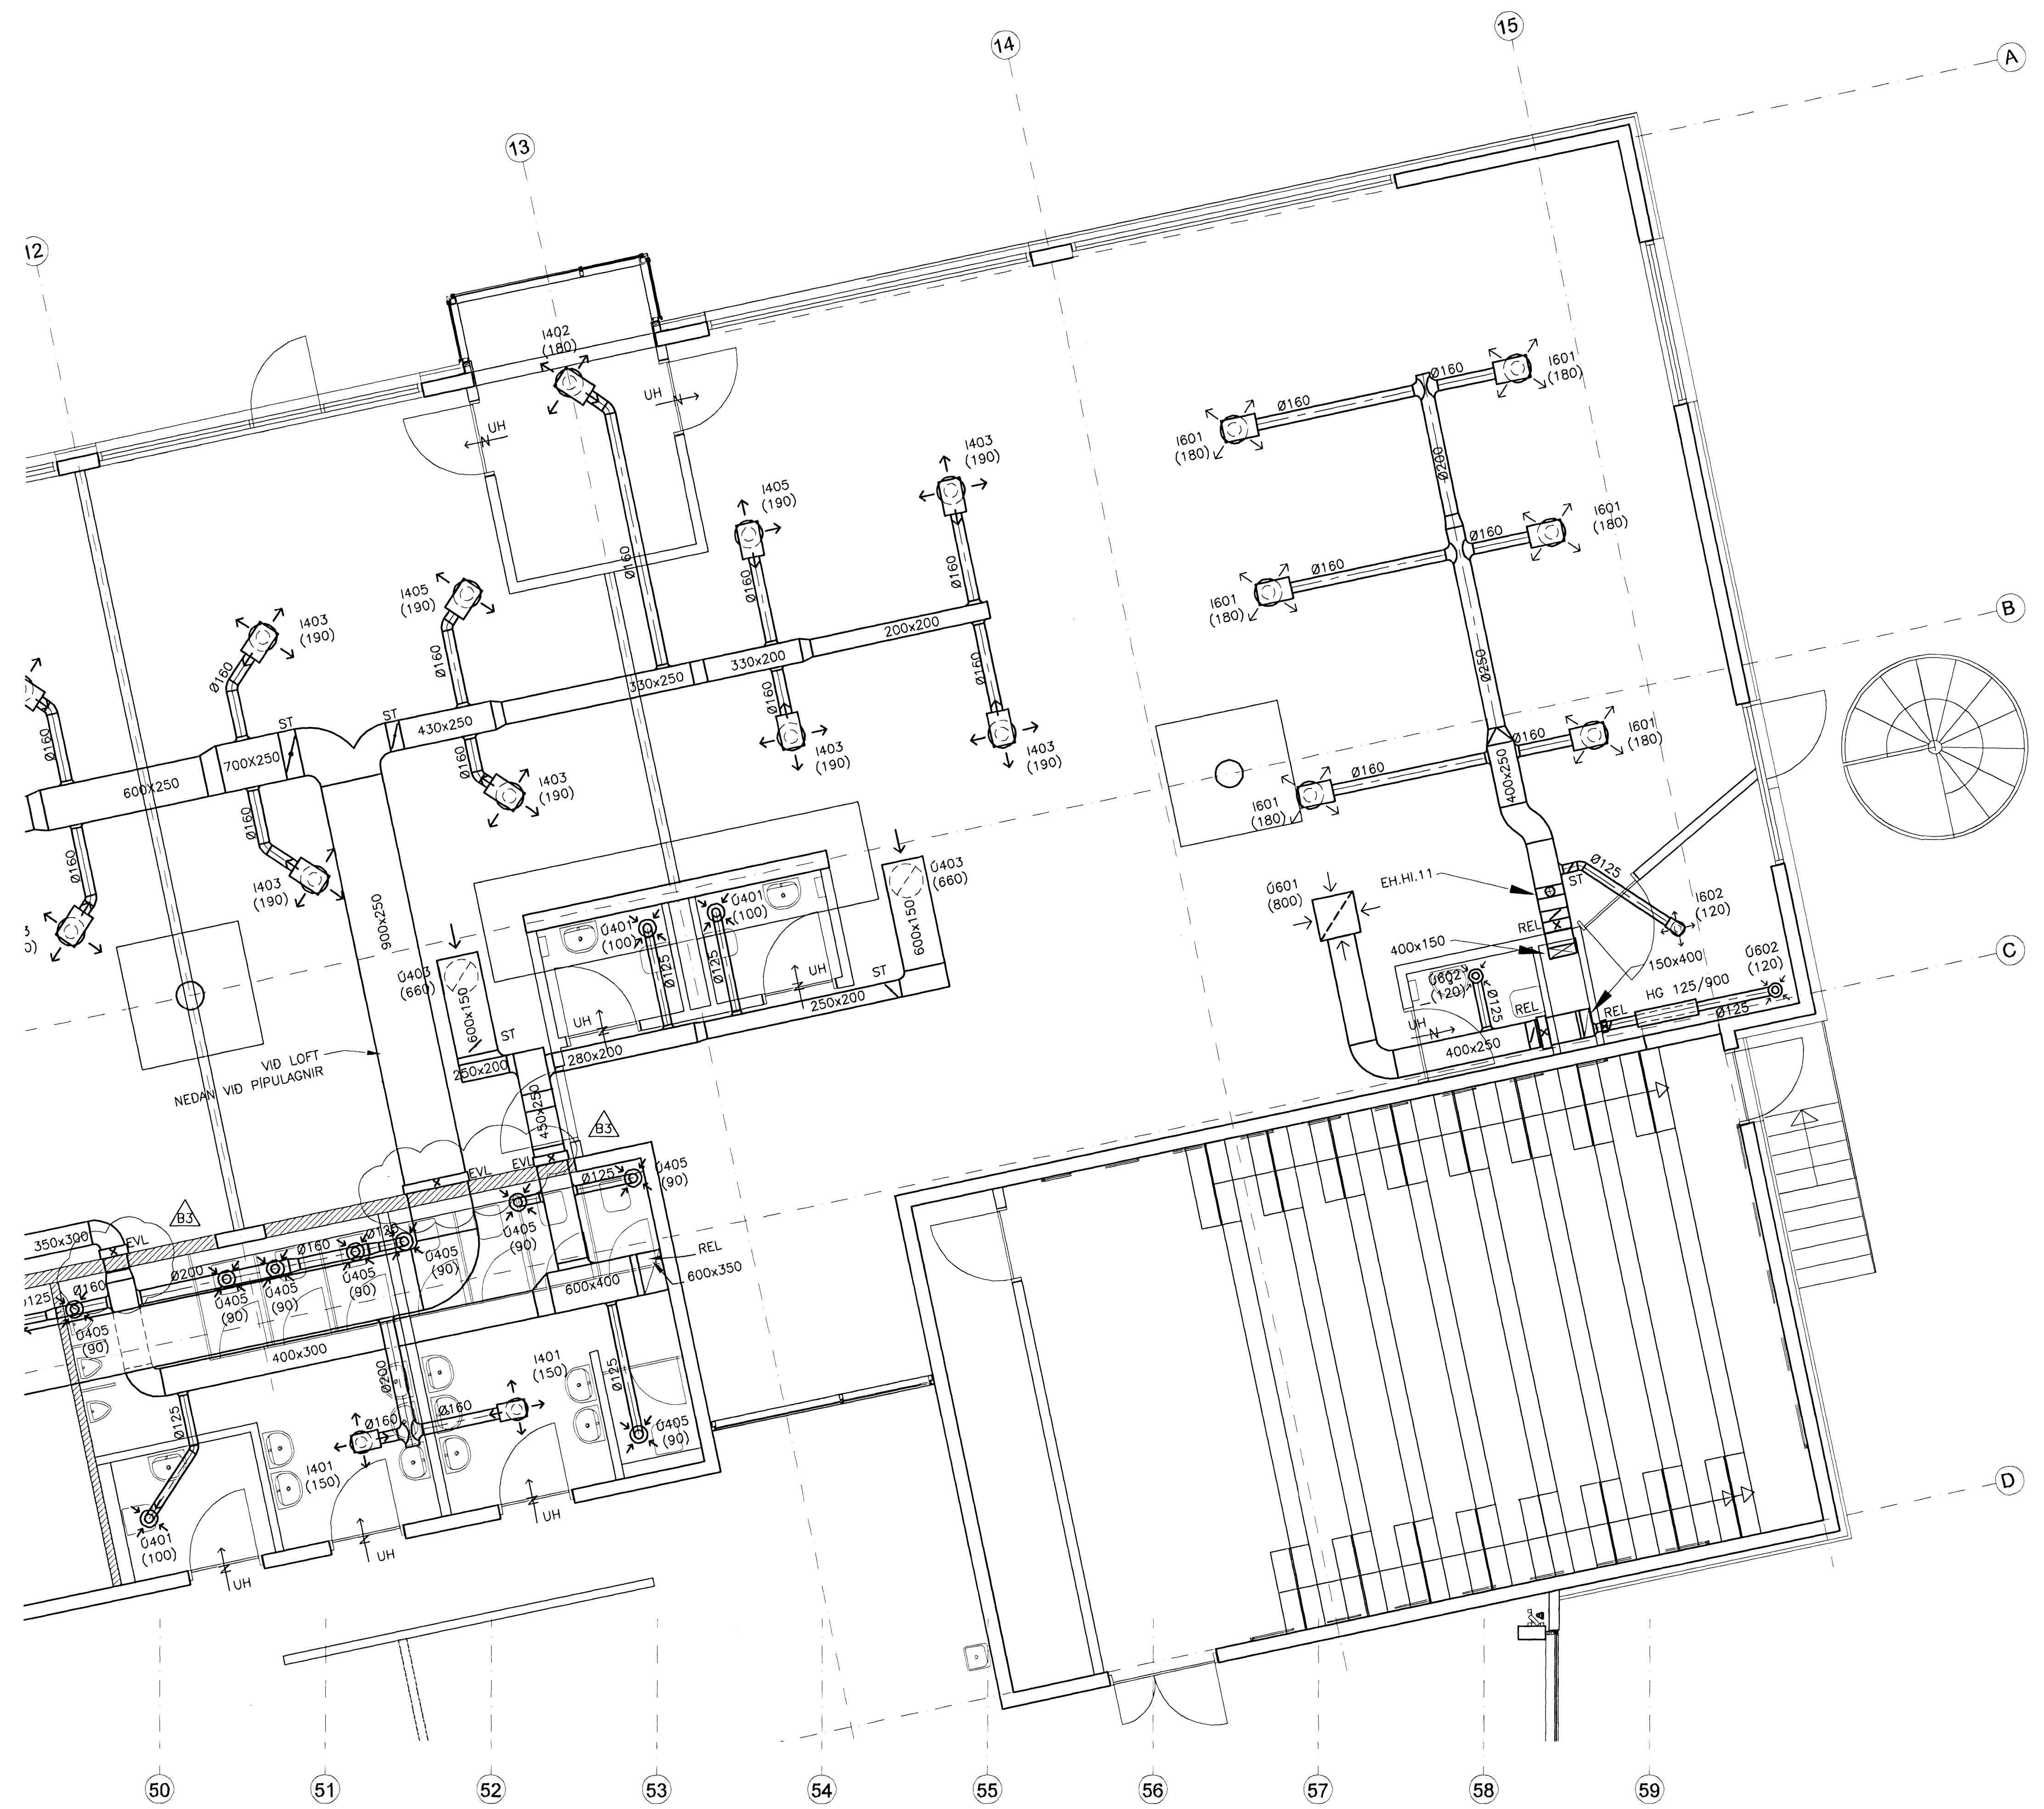 15
14
A
13
12
I402
(180)
UH
UH
I601
(180)
Ø160
Ø160
I601
(180)
Ø200
I403
(190)
I405
(190)
I601
(180)
Ø160
Ø160
I601
(180)
Ø160
Ø160
Ø160
I405
(190)
I403
(190)
Ø160
Ø160
200x200
330x200
330x250
B
Ø250
Ø160
Ø160
ST
ST
430x250
I403
(190)
I403
(190)
Ø160
I403
(190)
700X250
600X250
Ø160
Ø160
Ø160
I403
(190)
I601
(180)
Ø160
Ø160
I601
(180)
400x250
900x250
Ø160
EH.HI.11
Ø125
ST
I602
(120)
Ú601
(800)
REL
400x150
150x400
Ú602
(120)
HG 125/900
C
Ú602
(120)
Ø125
REL
REL
Ø125
UH
400x250
Ú403
(660)
600x150
Ú401
(100)
Ú401
(100)
Ø125
Ø125
UH
ST
250x200
Ú403
(660)
600x150
ST
UH
280x200
250x200
450x250
VIÐ LOFT
NEDAN VIÐ PÍPULAGNIR
B3
EVL
EVL
Ø125
Ú405
(90)
B3
350x300
EVL
Ø200
Ø160
Ø125
Ú405
(90)
Ú405
(90)
Ú405
(90)
Ú405
(90)
Ú405
(90)
REL
600x350
600x400
Ø125
Ø160
Ú405
(90)
400x300
Ø200
I401
(150)
Ø125
Ø160
Ø160
Ú405
(90)
Ø125
I401
(150)
Ú401
(100)
UH
UH
UH
D
50
51
52
53
54
55
56
57
58
59